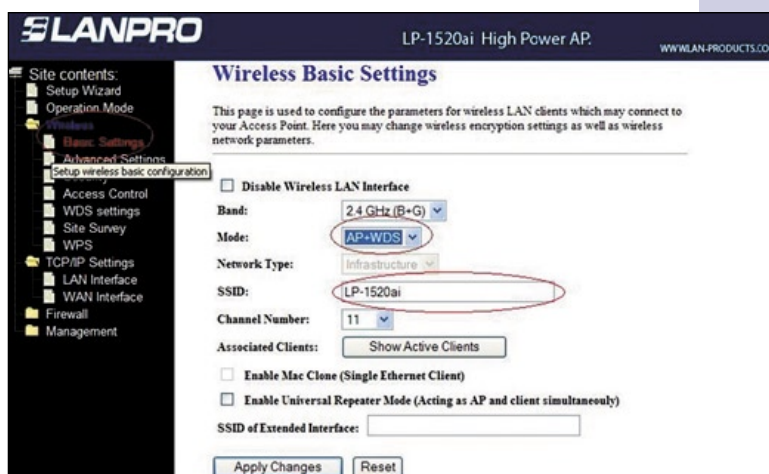 LANPRO
LP-1520ai High Power AP.
WWW.LAN-PRODUCTS.CO
Site contents:
Setup Wizard
Operation Mode
Wireless
Basic Settings
Advanced Settings
Setup wireless basic configuration
Access Control
WDS settings
Site Survey
WPS
TCP/IP Settings
LAN Interface
WAN Interface
Firewall
Management
Wireless Basic Settings
This page is used to configure the parameters for wireless LAN clients which may connect to
your Access Point. Here you may change wireless encryption settings as well as wireless
network parameters.
Disable Wireless LAN Interface
Band: 2.4 GHz (B+G)
Mode: AP+WDS
Network Type: Infrastructure
SSID: LP-1520ai
Channel Number: 11
Associated Clients: Show Active Clients
Enable Mac Clone (Single Ethernet Client)
Enable Universal Repeater Mode (Acting as AP and client simultaneouly)
SSID of Extended Interface:
Apply Changes Reset